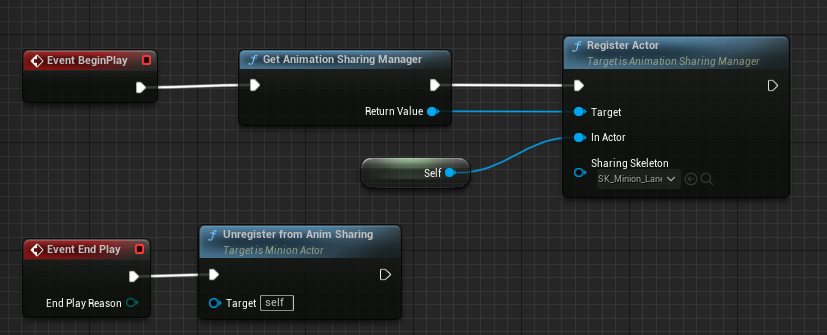 Event BeginPlay
f Get Animation Sharing Manager
Return Value
f Register Actor
Target is Animation Sharing Manager
Target
In Actor
Sharing Skeleton
SK_Minion_Lane
Self
Event End Play
End Play Reason
f Unregister from Anim Sharing
Target is Minion Actor
Target self